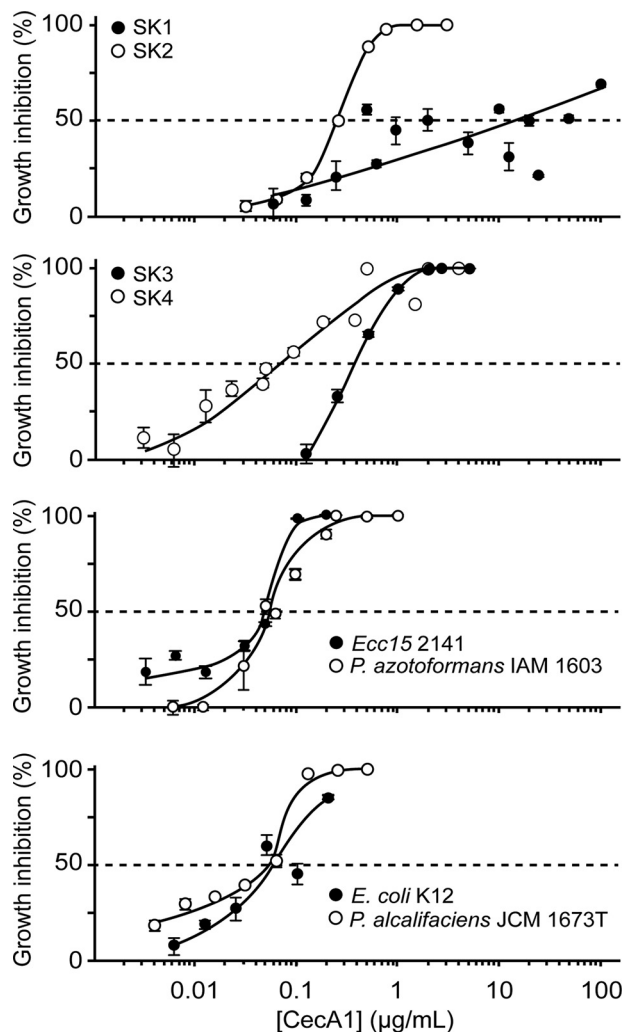 Growth inhibition (%)
100
50
0
SK1
SK2
Growth inhibition (%)
100
50
0
SK3
SK4
Growth inhibition (%)
100
50
0
Ecc15 2141
P. azotoformans IAM 1603
Growth inhibition (%)
100
50
0
E. coli K12
P. alcalifaciens JCM 1673T
0.01 0.1 1 10 100
[CecA1] (µg/mL)